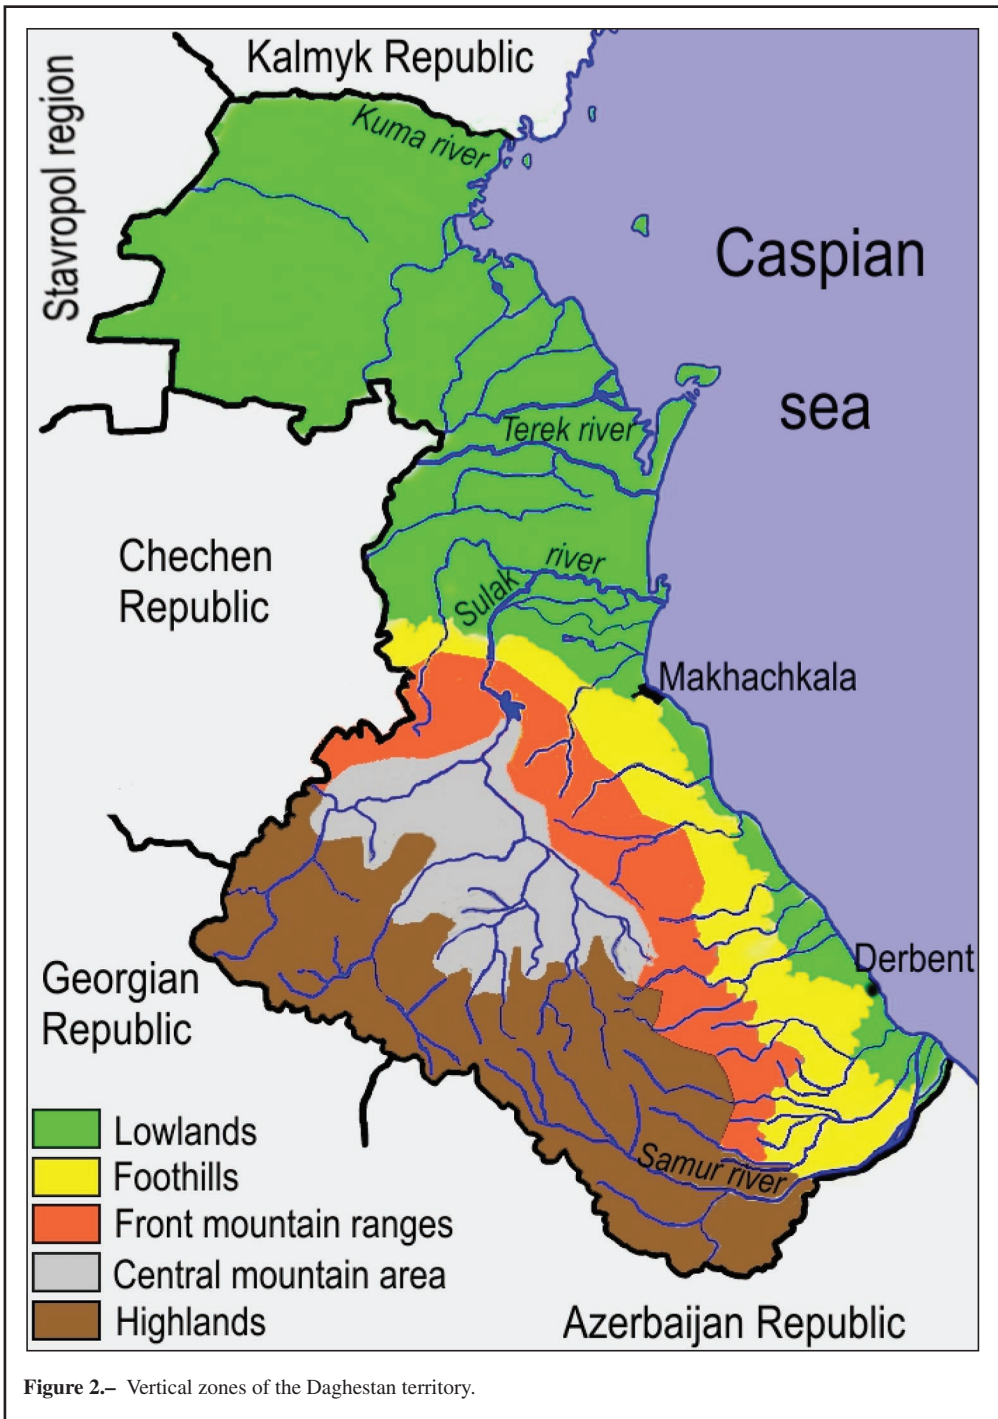 Kalmyk Republic
Stavropol region
Kuma river
Caspian
sea
Terek river
Chechen
Republic
Sulak river
Makhachkala
Derbent
Georgian
Republic
Samur river
Lowlands
Foothills
Front mountain ranges
Central mountain area
Highlands
Azerbaijan Republic
Figure 2.– Vertical zones of the Daghestan territory.